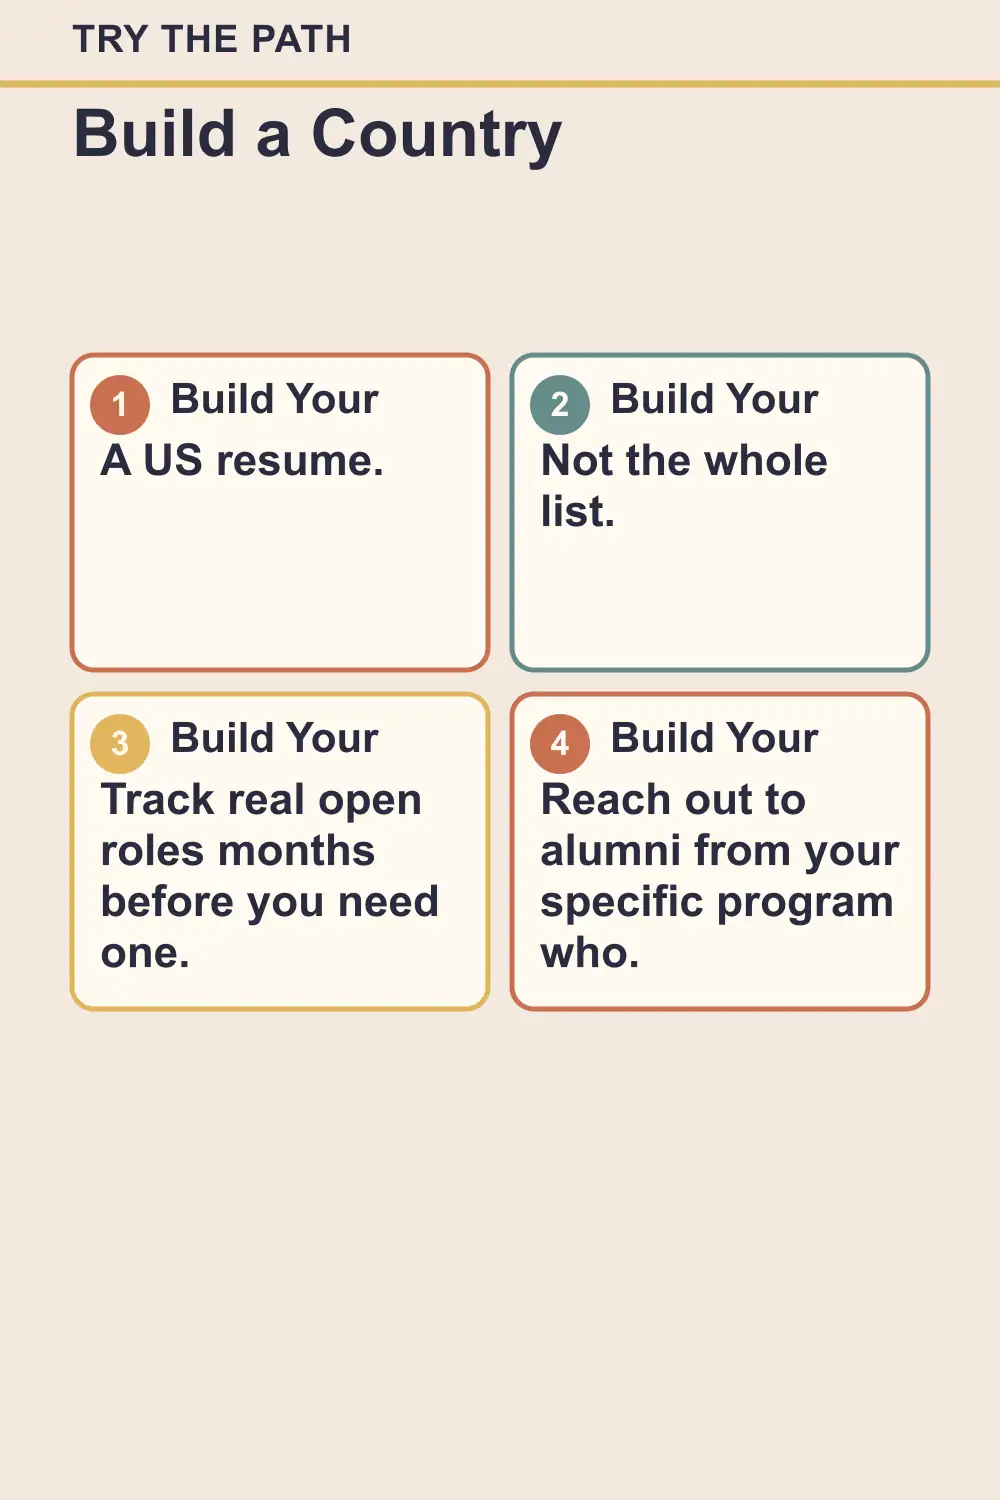 TRY THE PATH
Build a Country
1 Build Your
A US resume.
2 Build Your
Not the whole
list.
3 Build Your
Track real open
roles months
before you need
one.
4 Build Your
Reach out to
alumni from your
specific program
who.